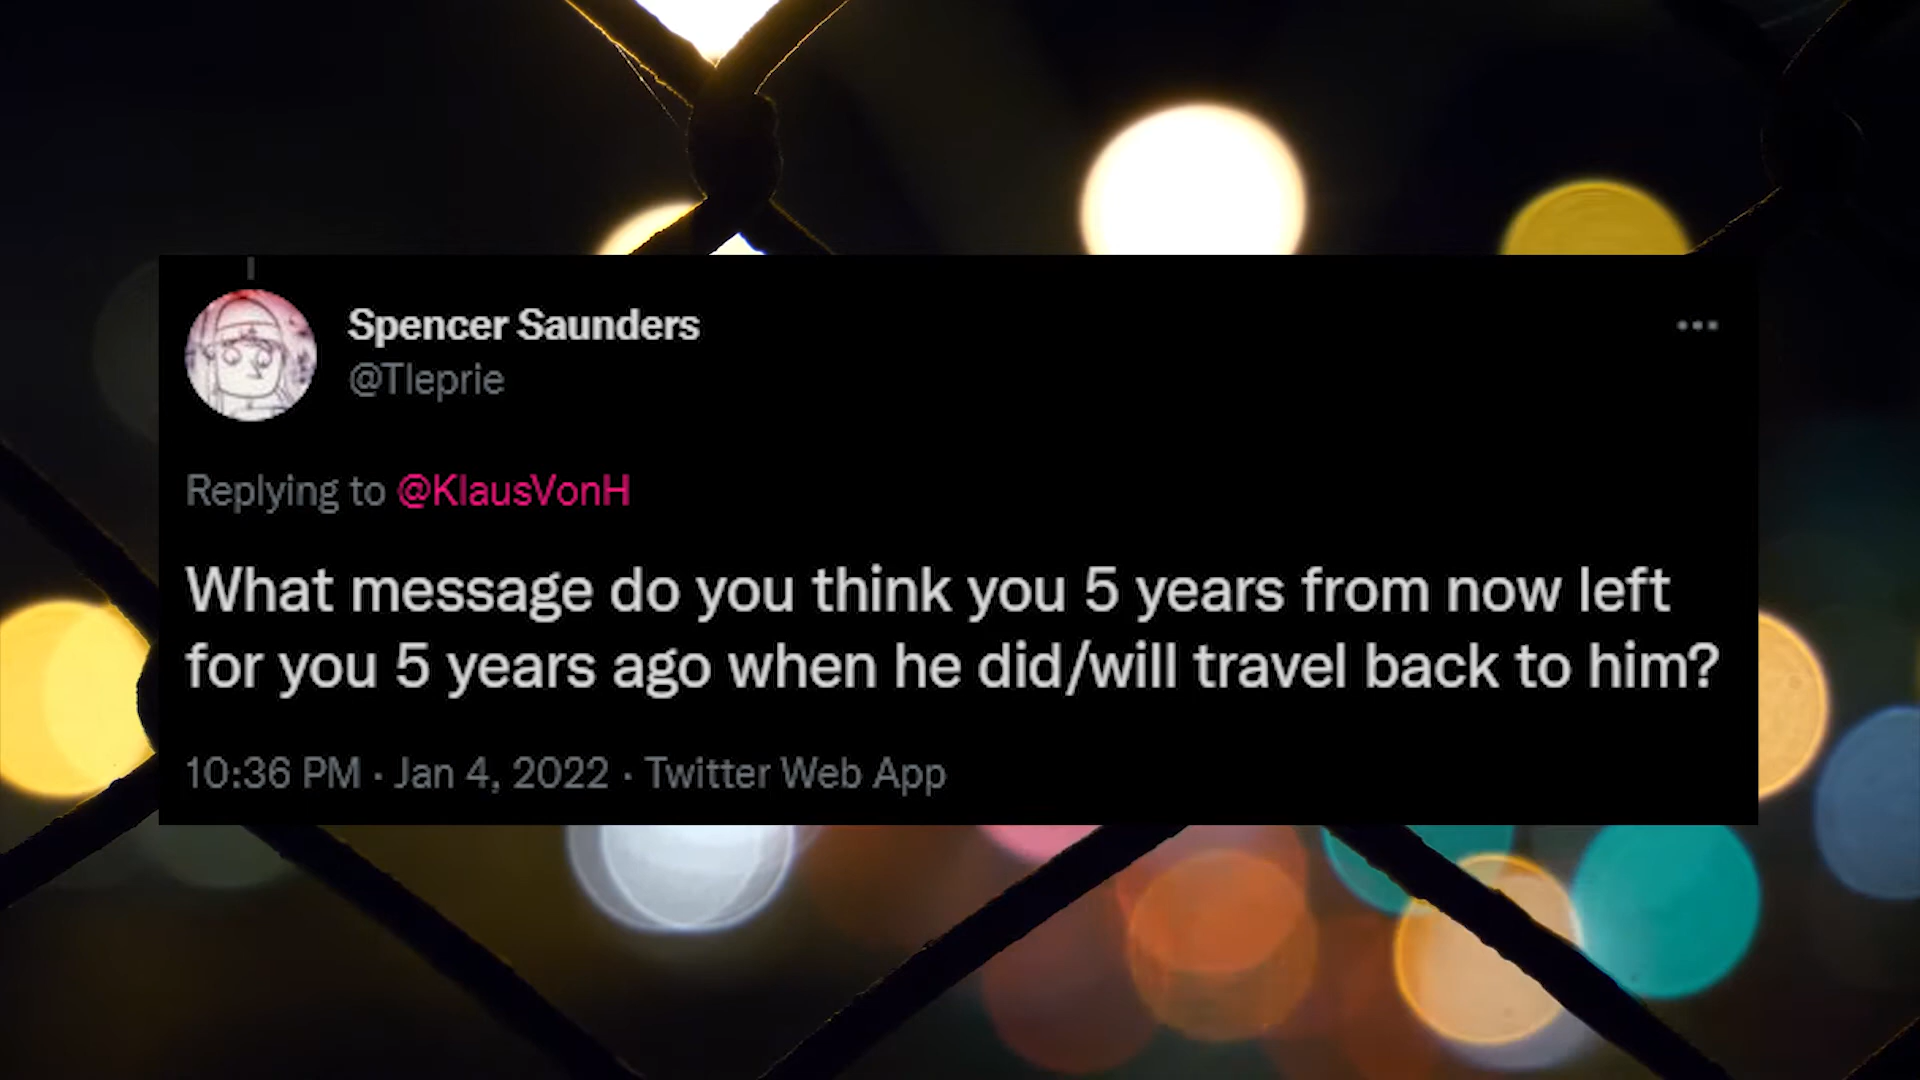 Spencer Saunders
@Tleprie
Replying to @KlausVonH
What message do you think you 5 years from now left
for you 5 years ago when he did/will travel back to him?
10:36 PM · Jan 4, 2022 · Twitter Web App